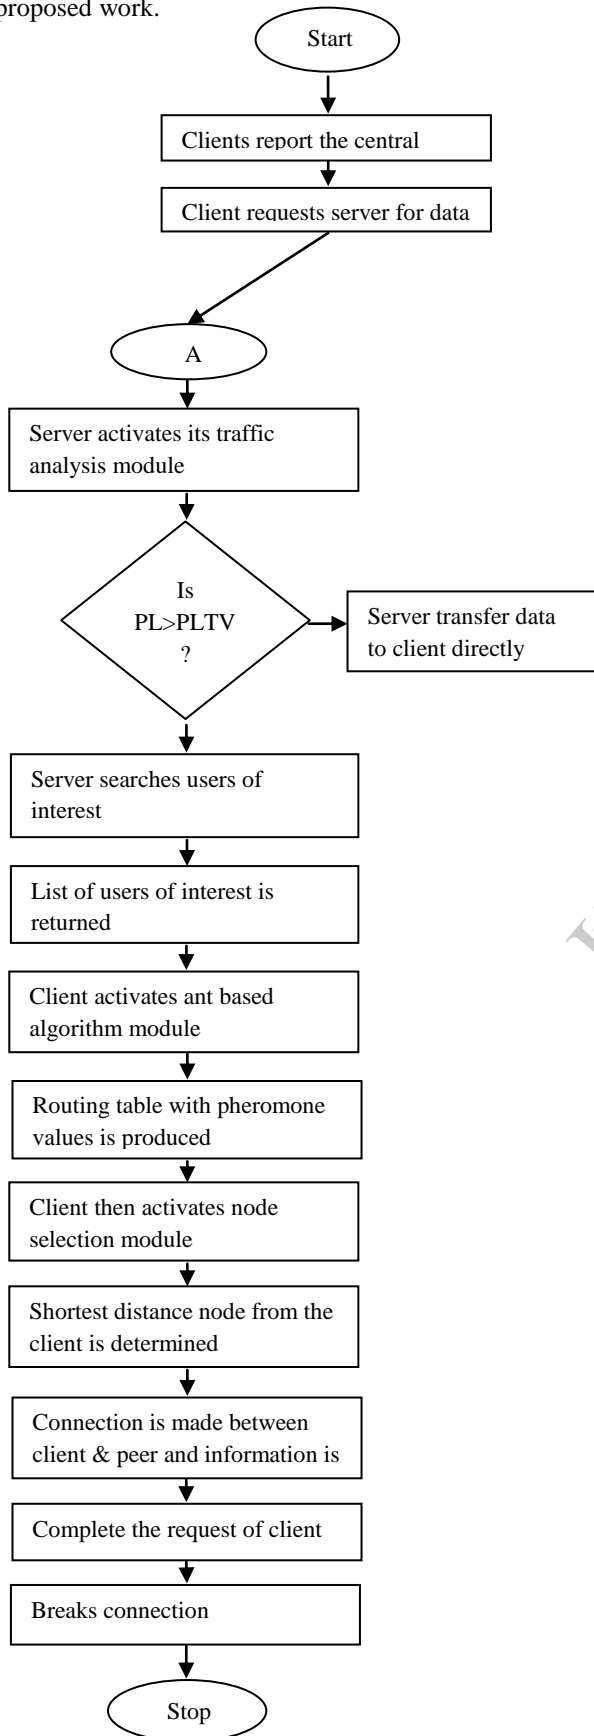 proposed work.
Start
Clients report the central
Client requests server for data
A
Server activates its traffic
analysis module
Is
PL>PLTV
?
Server transfer data
to client directly
Server searches users of
interest
List of users of interest is
returned
Client activates ant based
algorithm module
Routing table with pheromone
values is produced
Client then activates node
selection module
Shortest distance node from the
client is determined
Connection is made between
client & peer and information is
Complete the request of client
Breaks connection
Stop